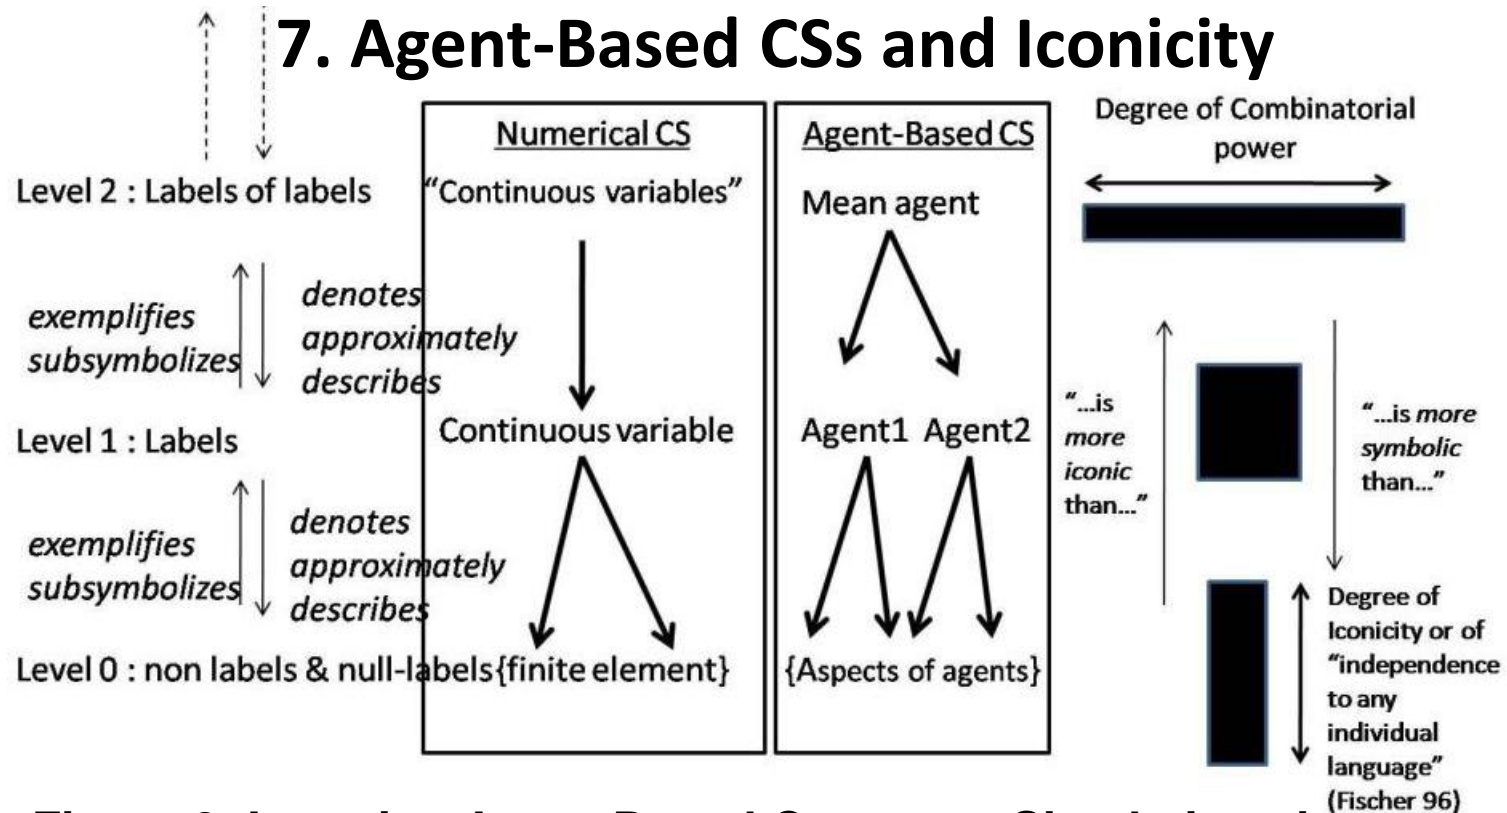 7. Agent-Based CSs and Iconicity
Numerical CS
Agent-Based CS
Degree of Combinatorial
power
Level 2 : Labels of labels
“Continuous variables”
Mean agent
exemplifies
subsymbolizes
denotes
approximately
describes
Level 1 : Labels
Continuous variable
Agent1 Agent2
“...is
more
iconic
than...”
“...is more
symbolic
than...”
exemplifies
subsymbolizes
denotes
approximately
describes
Level 0 : non labels & null-labels
{finite element}
{Aspects of agents}
Degree of
Iconicity or of
“independence
to any
individual
language”
(Fischer 96)